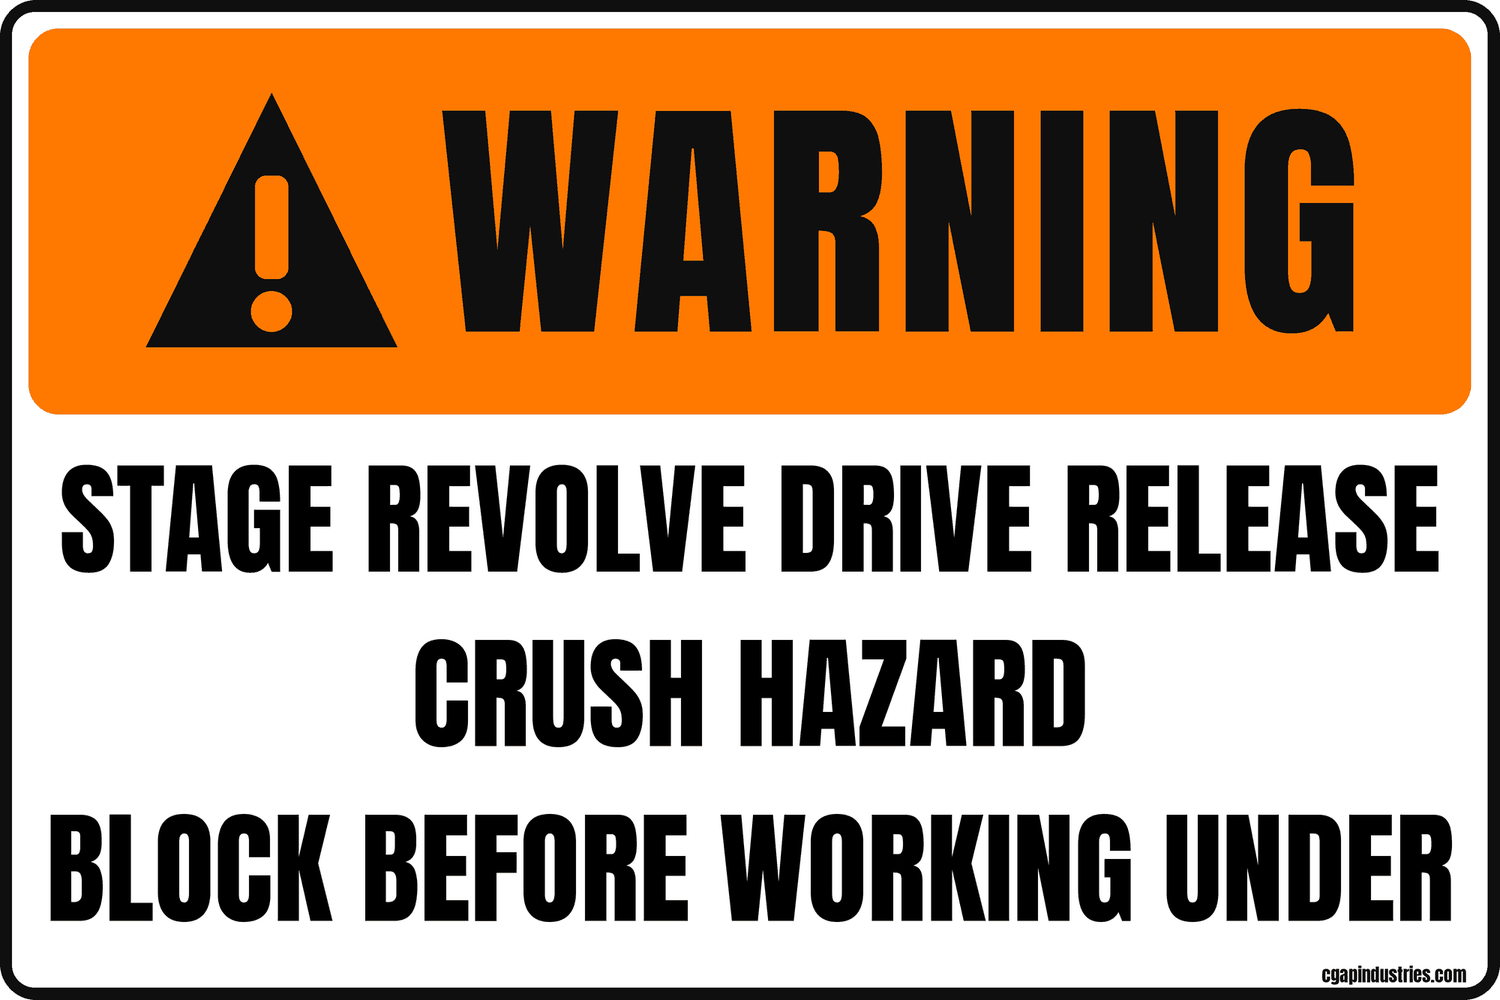 WARNING
STAGE REVOLVE DRIVE RELEASE
CRUSH HAZARD
BLOCK BEFORE WORKING UNDER
cgapindustries.com